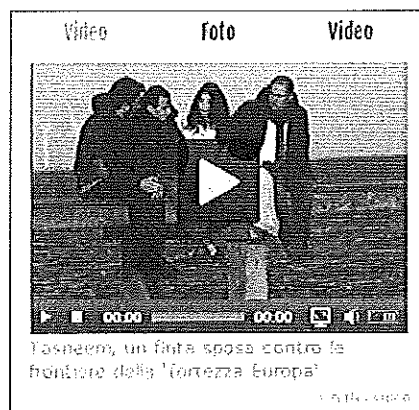 Video Foto Video
00:00 00:00
Tasneem, un finta sposa contro le
frontiere della "fortezza Europa"